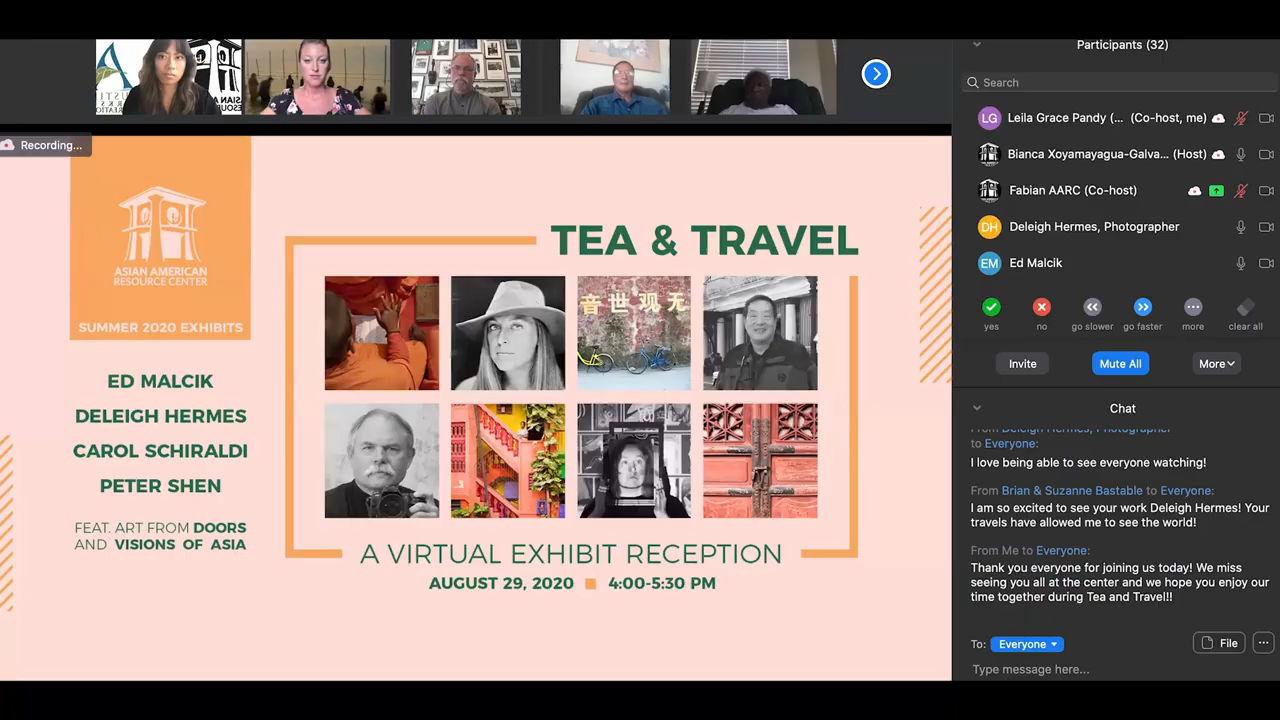 Participants (32)
Search
LG
Leila Grace Pandy (... (Co-host, me)
Bianca Xoyamayagua-Galva... (Host)
Fabian AARC (Co-host)
DH
Deleigh Hermes, Photographer
EM
Ed Malcik
yes
no
go slower
go faster
more
clear all
Invite
Mute All
More
Chat
From Deleigh Hermes, Photographer
to Everyone:
I love being able to see everyone watching!
From Brian & Suzanne Bastable to Everyone:
I am so excited to see your work Deleigh Hermes! Your
travels have allowed me to see the world!
From Me to Everyone:
Thank you everyone for joining us today! We miss
seeing you all at the center and we hope you enjoy our
time together during Tea and Travel!!
To: Everyone
File
Type message here...
Recording...
ASIAN AMERICAN
RESOURCE CENTER
SUMMER 2020 EXHIBITS
ED MALCIK
DELEIGH HERMES
CAROL SCHIRALDI
PETER SHEN
FEAT. ART FROM DOORS
AND VISIONS OF ASIA
TEA & TRAVEL
音世观无
A VIRTUAL EXHIBIT RECEPTION
AUGUST 29, 2020 4:00-5:30 PM